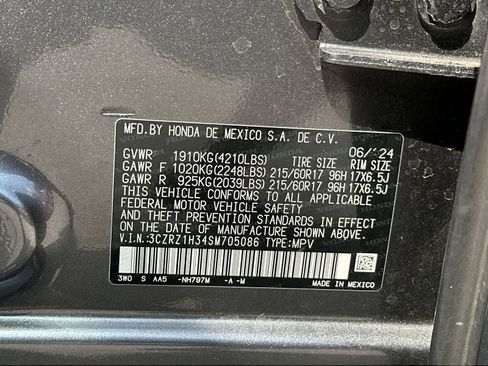 MFD.BY HONDA DE MEXICO S.A. DE C.V.
06/'24
GVWR 1910KG(4210LBS) TIRE SIZE RIM SIZE
GAWR F 1020KG(2248LBS) 215/60R17 96H 17X6.5J
GAWR R 925KG(2039LBS) 215/60R17 96H 17X6.5J
THIS VEHICLE CONFORMS TO ALL APPLICABLE
FEDERAL MOTOR VEHICLE SAFETY
AND THEFT PREVENTION STANDARDS IN EFFECT
ON THE DATE OF MANUFACTURE SHOWN ABOVE.
V.I.N.:3CZRZ1H34SM705086 TYPE:MPV
3W0 S AA5 -NH797M -A -M MADE IN MEXICO